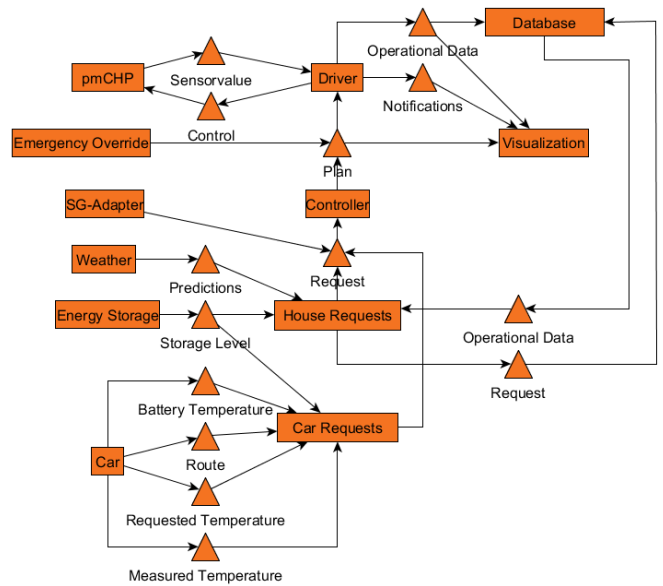 Database
Operational Data
pmCHP
Sensorvalue
Driver
Notifications
Control
Emergency Override
Visualization
Plan
SG-Adapter
Controller
Weather
Request
Predictions
Energy Storage
House Requests
Storage Level
Operational Data
Request
Battery Temperature
Car Requests
Car
Route
Requested Temperature
Measured Temperature